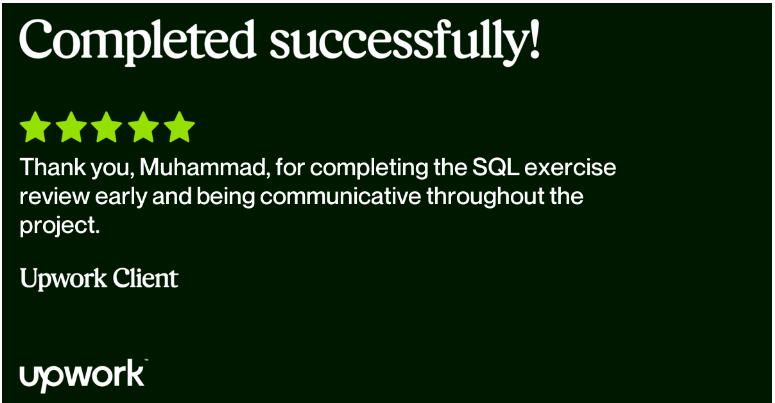 Completed successfully!
Thank you, Muhammad, for completing the SQL exercise
review early and being communicative throughout the
project.
Upwork Client
upwork™